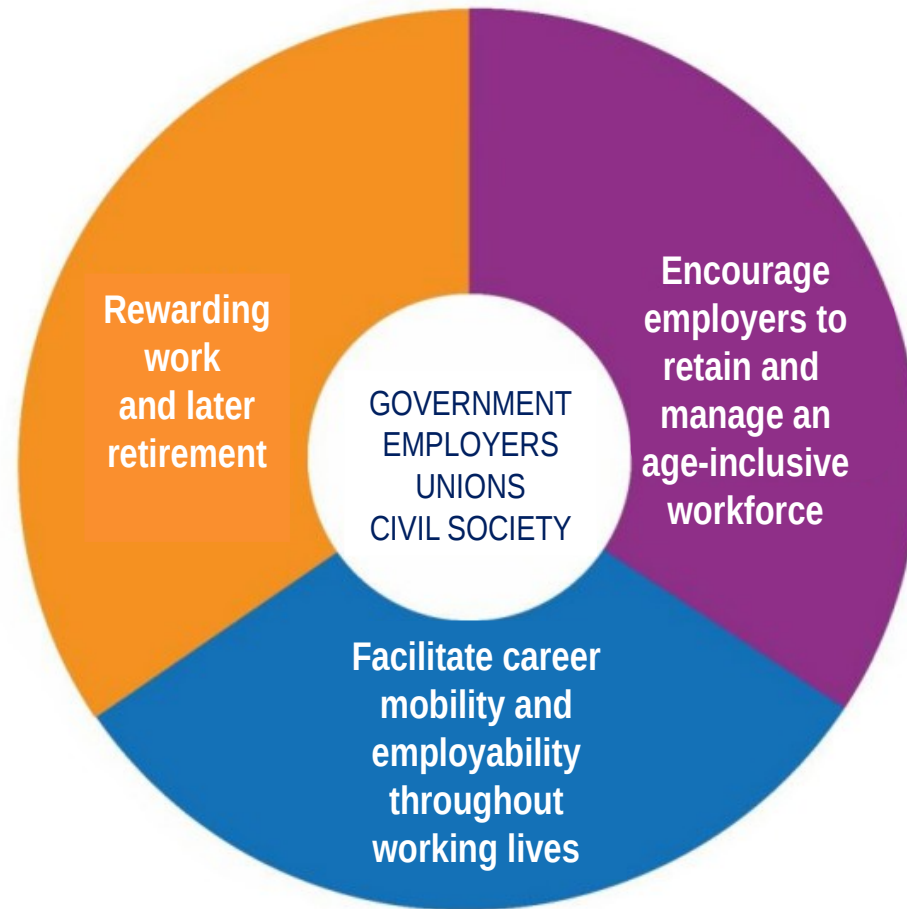 Rewarding
work
and later
retirement
GOVERNMENT
EMPLOYERS
UNIONS
CIVIL SOCIETY
Encourage
employers to
retain and
manage an
age-inclusive
workforce
Facilitate career
mobility and
employability
throughout
working lives